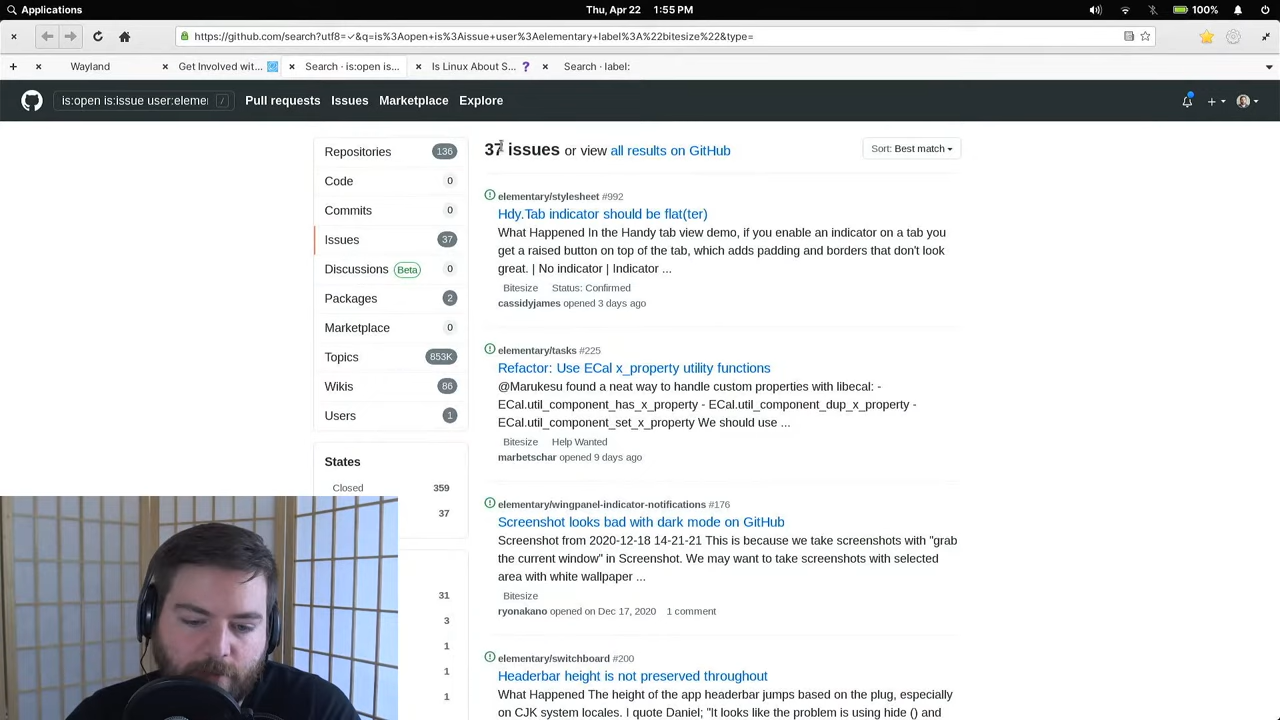 Applications
Thu, Apr 22 1:55 PM
100%
https://github.com/search?utf8=✓&q=is%3Aopen+is%3Aissue+user%3Aelementary+label%3A%22bitesize%22&type=
Wayland
Get Involved wit...
Search · is:open is...
Is Linux About S...
Search · label:
is:open is:issue user:elemen
/
Pull requests
Issues
Marketplace
Explore
Repositories 136
Code 0
Commits 0
Issues 37
Discussions Beta 0
Packages 2
Marketplace 0
Topics 853K
Wikis 86
Users 1
States
Closed 359
37
31
3
1
1
1
37 issues or view all results on GitHub
Sort: Best match
elementary/stylesheet #992
Hdy.Tab indicator should be flat(ter)
What Happened In the Handy tab view demo, if you enable an indicator on a tab you
get a raised button on top of the tab, which adds padding and borders that don't look
great. | No indicator | Indicator ...
Bitesize Status: Confirmed
cassidyjames opened 3 days ago
elementary/tasks #225
Refactor: Use ECal x_property utility functions
@Marukesu found a neat way to handle custom properties with libecal: -
ECal.util_component_has_x_property - ECal.util_component_dup_x_property -
ECal.util_component_set_x_property We should use ...
Bitesize Help Wanted
marbetschar opened 9 days ago
elementary/wingpanel-indicator-notifications #176
Screenshot looks bad with dark mode on GitHub
Screenshot from 2020-12-18 14-21-21 This is because we take screenshots with "grab
the current window" in Screenshot. We may want to take screenshots with selected
area with white wallpaper ...
Bitesize
ryonakano opened on Dec 17, 2020 1 comment
elementary/switchboard #200
Headerbar height is not preserved throughout
What Happened The height of the app headerbar jumps based on the plug, especially
on CJK system locales. I quote Daniel; "It looks like the problem is using hide () and